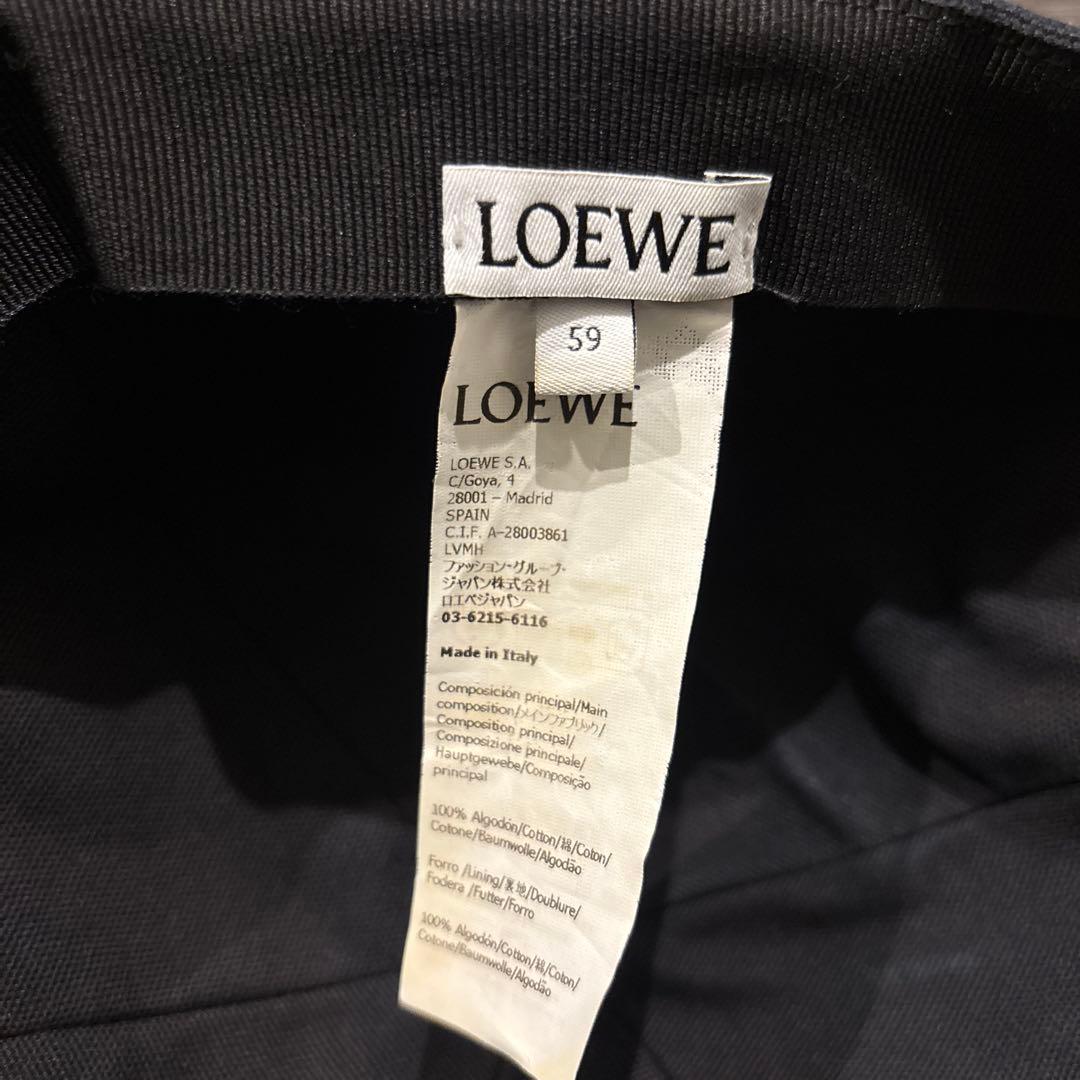 LOEWE
59
LOEWE
LOEWE S.A.
C/Goya, 4
28001 – Madrid
SPAIN
C.I.F. A-28003861
LVMH
ファッション・グループ・
ジャパン株式会社
ロエベジャパン
03-6215-6116
Made in Italy
Composición principal/Main
composition/メインファブリック/
Composition principal/
Composizione principale/
Hauptgewebe/Composição
principal
100% Algodón/Cotton/綿/Coton/
Cotone/Baumwolle/Algodão
Forro /Lining/裏地/Doublure/
Fodera /Futter/Forro
100% Algodón/Cotton/綿/Coton/
Cotone/Baumwolle/Algodão